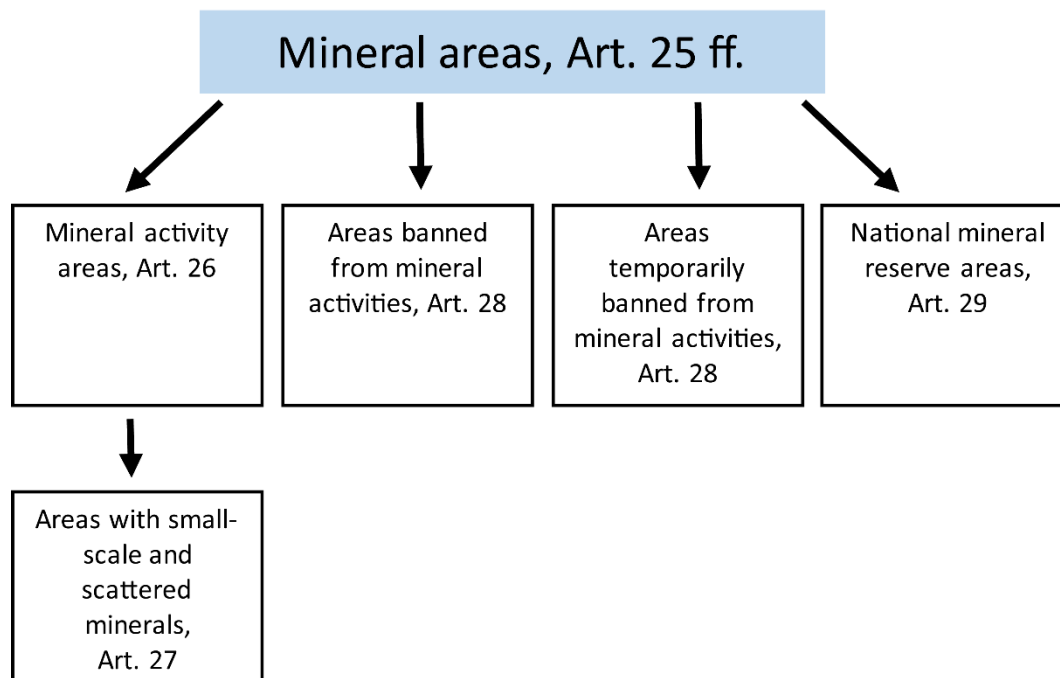 Mineral areas, Art. 25 ff.
Mineral activity
areas, Art. 26
Areas banned
from mineral
activities, Art. 28
Areas
temporarily
banned from
mineral activities,
Art. 28
National mineral
reserve areas,
Art. 29
Areas with small-
scale and
scattered
minerals,
Art. 27